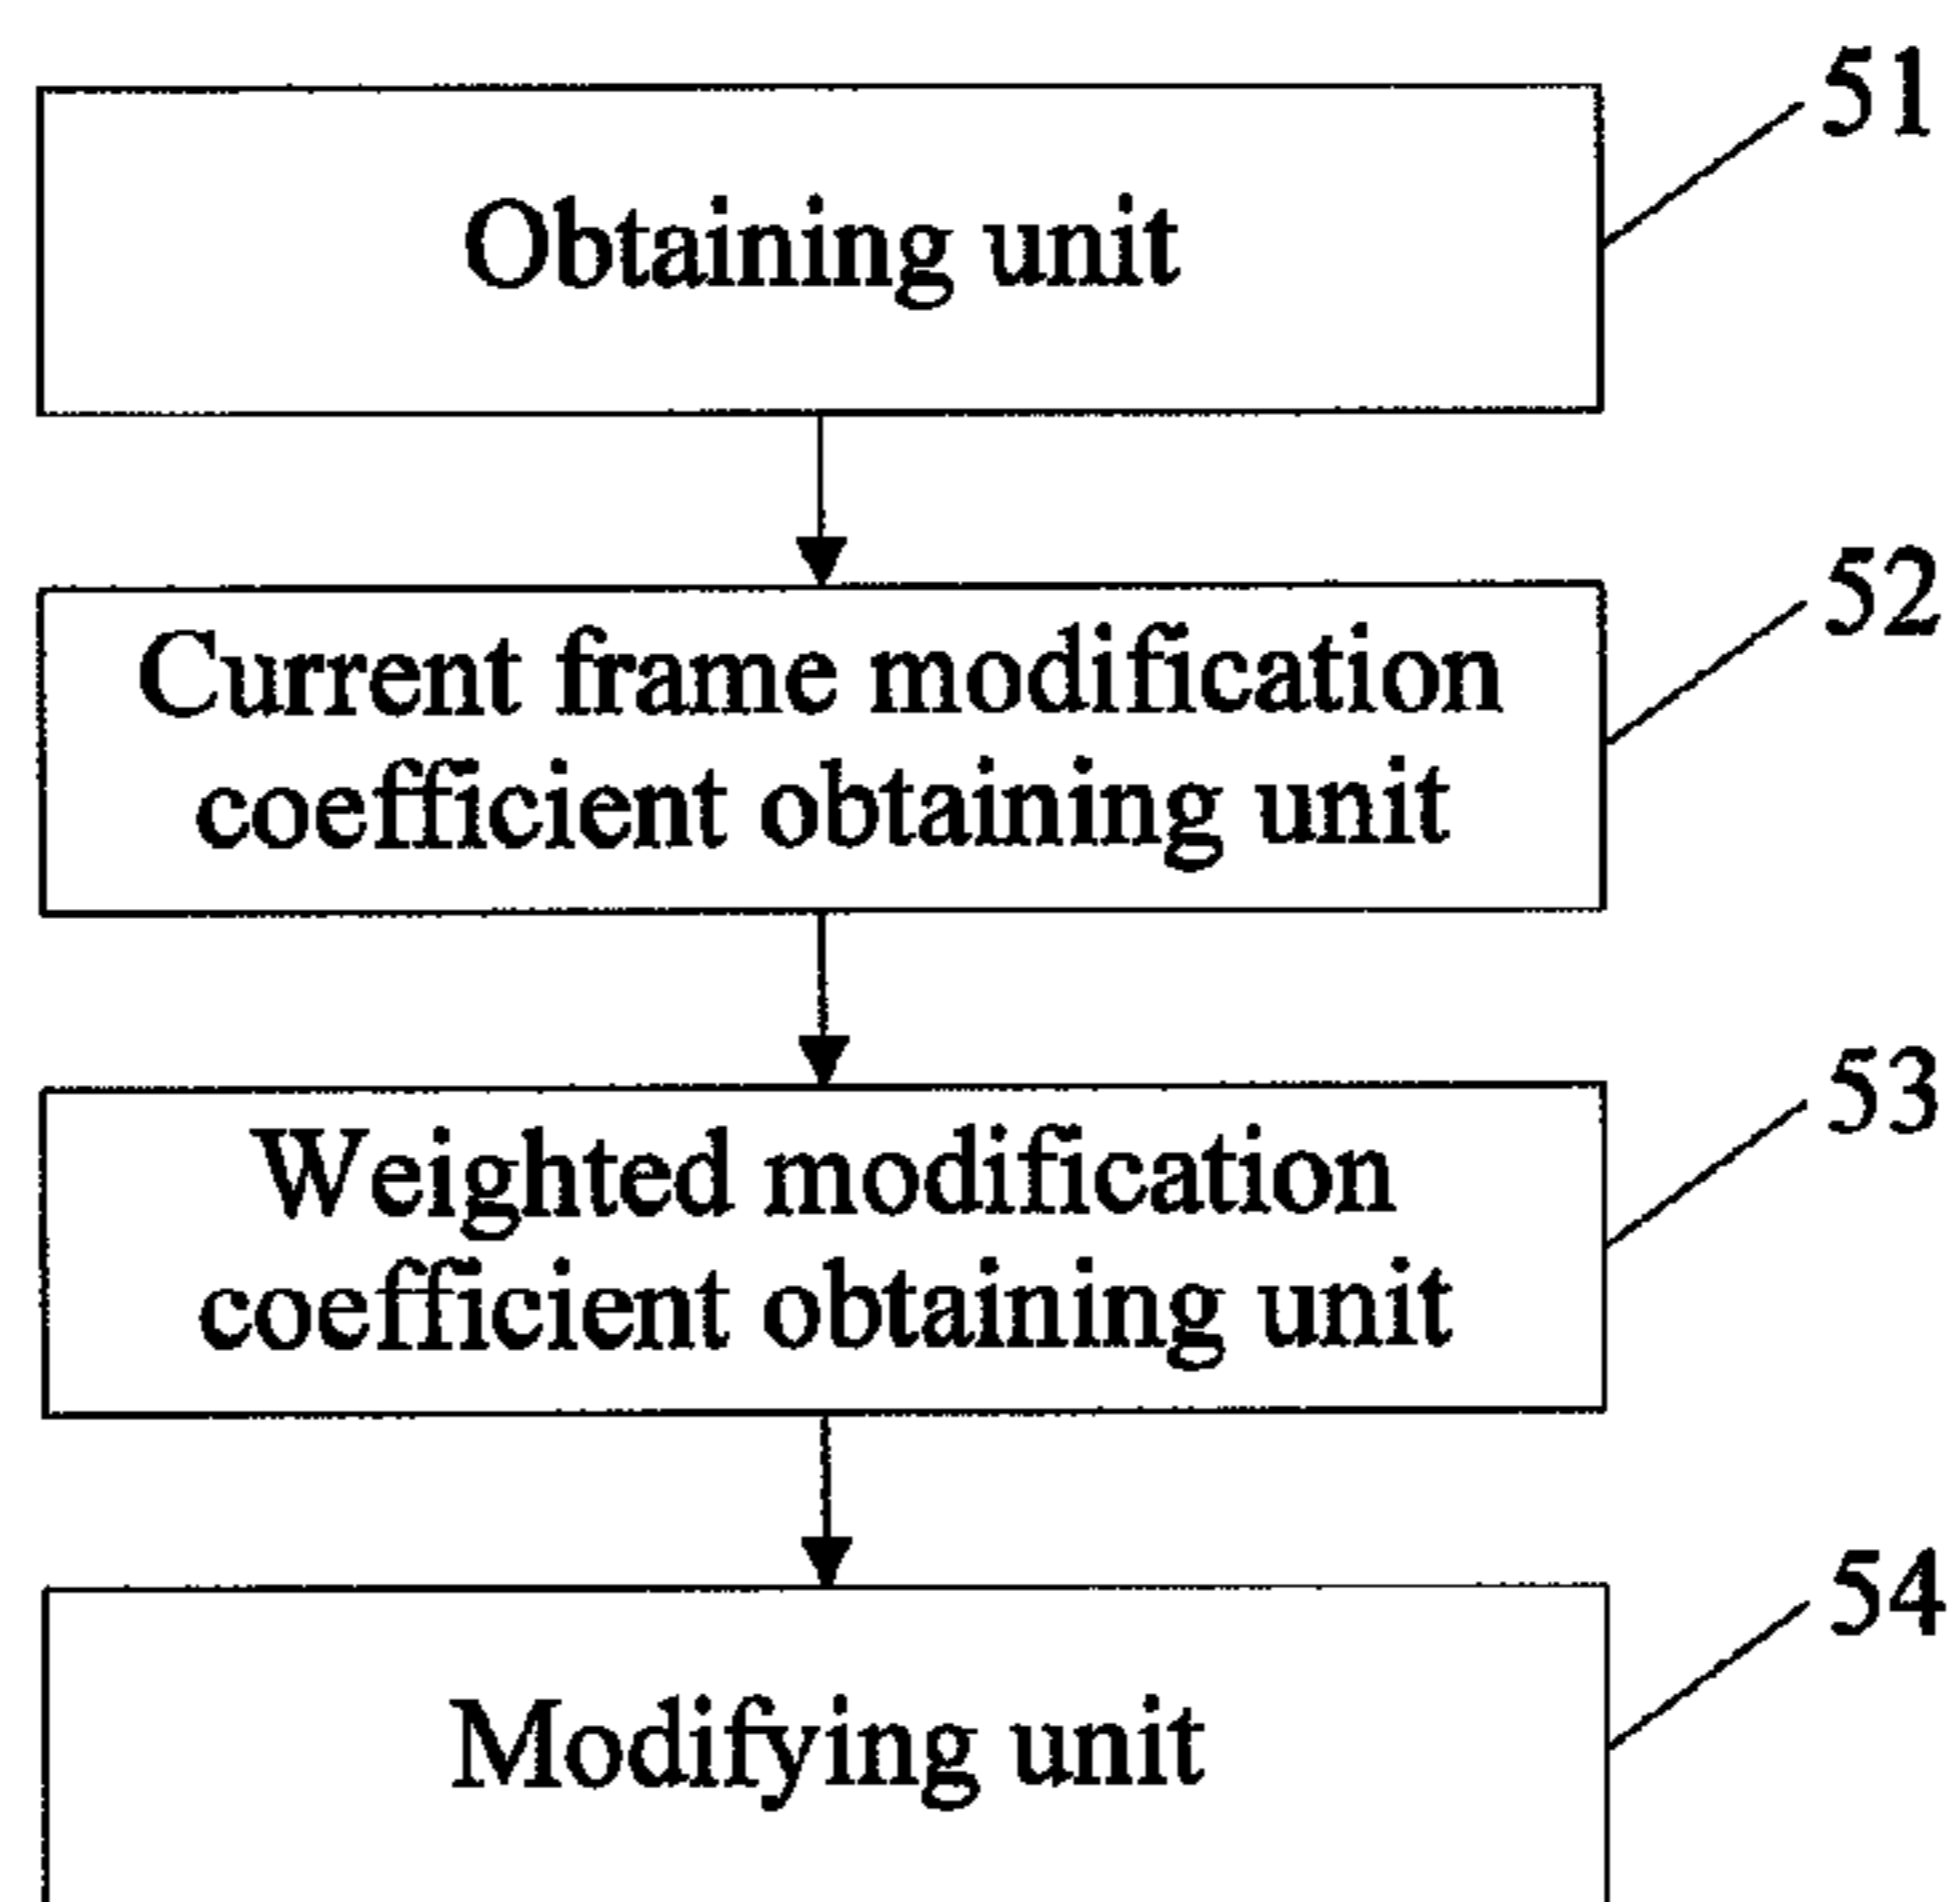 51
Obtaining unit
52
Current frame modification
coefficient obtaining unit
53
Weighted modification
coefficient obtaining unit
54
Modifying unit